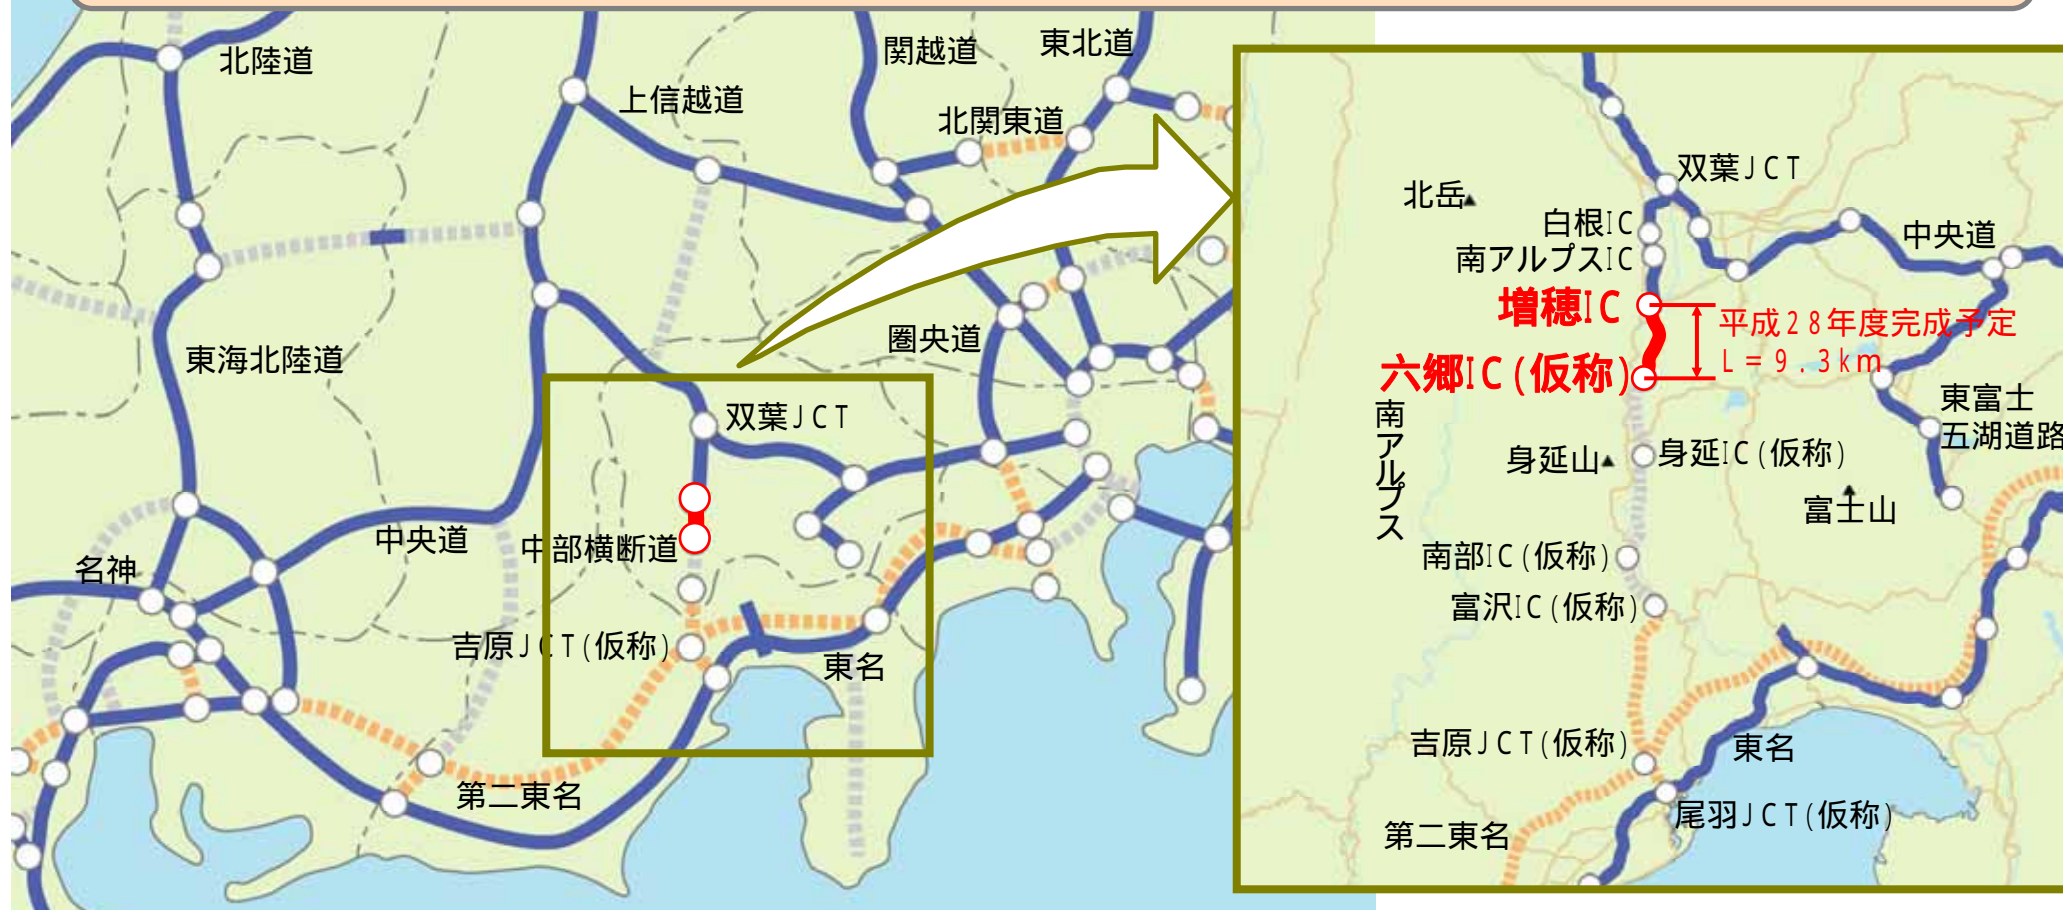 北陸道
上信越道
関越道
東北道
北関東道
東海北陸道
圏央道
双葉JCT
中央道
中部横断道
名神
吉原JCT(仮称)
東名
第二東名
双葉JCT
北岳
白根IC
中央道
南アルプスIC
増穂IC
平成28年度完成予定
L=9.3km
六郷IC(仮称)
南アルプス
東富士
五湖道路
身延山
身延IC(仮称)
富士山
南部IC(仮称)
富沢IC(仮称)
吉原JCT(仮称)
東名
尾羽JCT(仮称)
第二東名